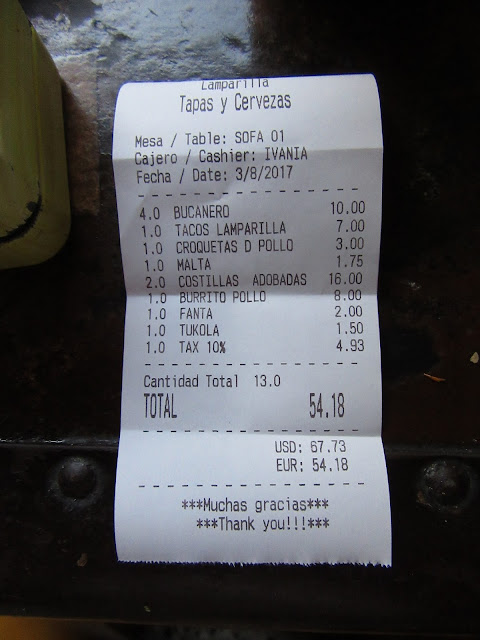 Lamparilla
Tapas y Cervezas
Mesa / Table: SOFA 01
Cajero / Cashier: IVANIA
Fecha / Date: 3/8/2017
4.0 BUCANERO 10.00
1.0 TACOS LAMPARILLA 7.00
1.0 CROQUETAS D POLLO 3.00
1.0 MALTA 1.75
2.0 COSTILLAS ADOBADAS 16.00
1.0 BURRITO POLLO 8.00
1.0 FANTA 2.00
1.0 TUKOLA 1.50
1.0 TAX 10% 4.93
Cantidad Total 13.0
TOTAL 54.18
USD: 67.73
EUR: 54.18
***Muchas gracias***
***Thank you!!!***